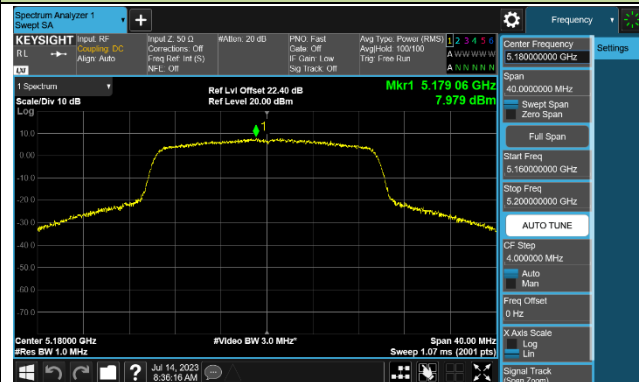 Spectrum Analyzer 1
Swept SA
Frequency
KEYSIGHT
RL
LXI
Input: RF
Coupling: DC
Align: Auto
Input Z: 50 Ω
Corrections: Off
Freq Ref: Int (S)
NFE: Off
#Atten: 20 dB
PNO: Fast
Gate: Off
IF Gain: Low
Sig Track: Off
Avg Type: Power (RMS)
Avg|Hold: 100/100
Trig: Free Run
1 2 3 4 5 6
A W W W W W
A N N N N N
1 Spectrum
Scale/Div 10 dB
Log
Ref Lvl Offset 22.40 dB
Ref Level 20.00 dBm
Mkr1 5.179 06 GHz
7.979 dBm
1
10.0
0.00
-10.0
-20.0
-30.0
-40.0
-50.0
-60.0
-70.0
Center 5.18000 GHz
#Res BW 1.0 MHz
#Video BW 3.0 MHz*
Span 40.00 MHz
Sweep 1.07 ms (2001 pts)
Center Frequency
5.180000000 GHz
Settings
Span
40.0000000 MHz
Swept Span
Zero Span
Full Span
Start Freq
5.160000000 GHz
Stop Freq
5.200000000 GHz
AUTO TUNE
CF Step
4.000000 MHz
Auto
Man
Freq Offset
0 Hz
X Axis Scale
Log
Lin
Signal Track
(Span Zoom)
?
Jul 14, 2023
8:36:16 AM